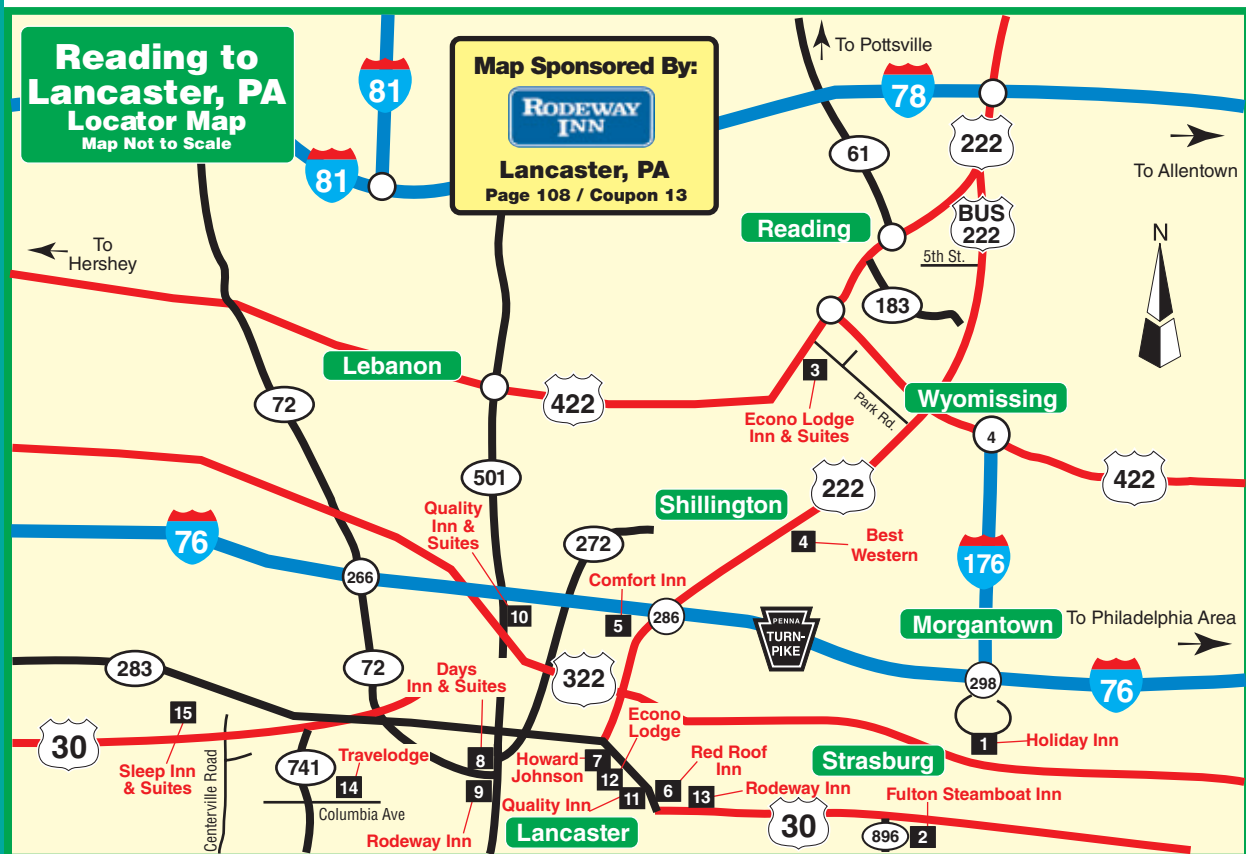 Reading to
Lancaster, PA
Locator Map
Map Not to Scale
81
81
Map Sponsored By:
RODEWAY
INN
Lancaster, PA
Page 108 / Coupon 13
To Pottsville
78
61
222
To Allentown
BUS
222
Reading
5th St.
N
To
Hershey
183
Lebanon
3
Econo Lodge
Inn & Suites
Park Rd.
Wyomissing
72
422
4
422
501
222
Shillington
Quality
Inn &
Suites
76
272
4
Best
Western
176
266
Comfort Inn
10
5
286
PENNA
TURN-
PIKE
Morgantown
To Philadelphia Area
283
72
Days
Inn & Suites
322
298
76
15
30
Sleep Inn
& Suites
Centerville Road
741
Travelodge
14
Columbia Ave
8
9
Rodeway Inn
Howard
Johnson
7
Econo
Lodge
12
Quality Inn
11
Lancaster
6
Red Roof
Inn
13
Rodeway Inn
Strasburg
1
Holiday Inn
30
Fulton Steamboat Inn
896
2